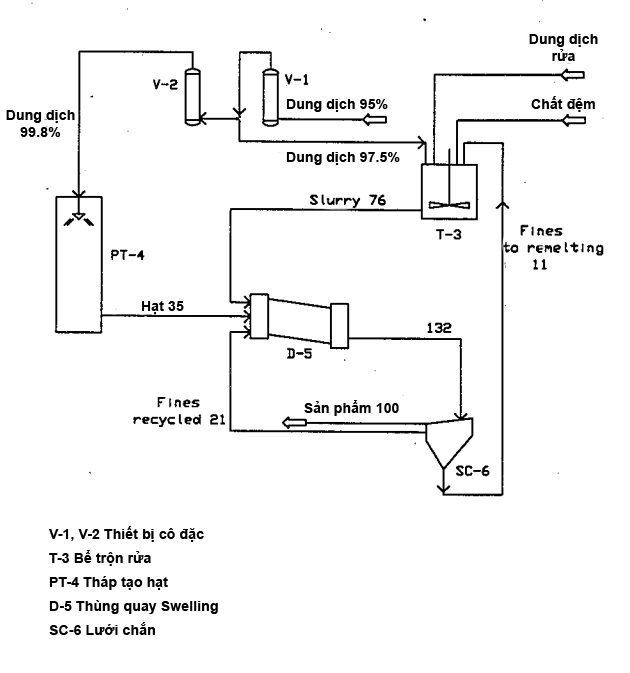 Dung dịch
rửa
V-2
V-1
Dung dịch 95%
Chất đệm
Dung dịch
99.8%
Dung dịch 97.5%
Slurry 76
T-3
Fines
to remelting
11
PT-4
Hạt 35
132
D-5
Fines
recycled 21
Sản phẩm 100
SC-6
V-1, V-2 Thiết bị cô đặc
T-3 Bể trộn rửa
PT-4 Tháp tạo hạt
D-5 Thùng quay Swelling
SC-6 Lưới chắn